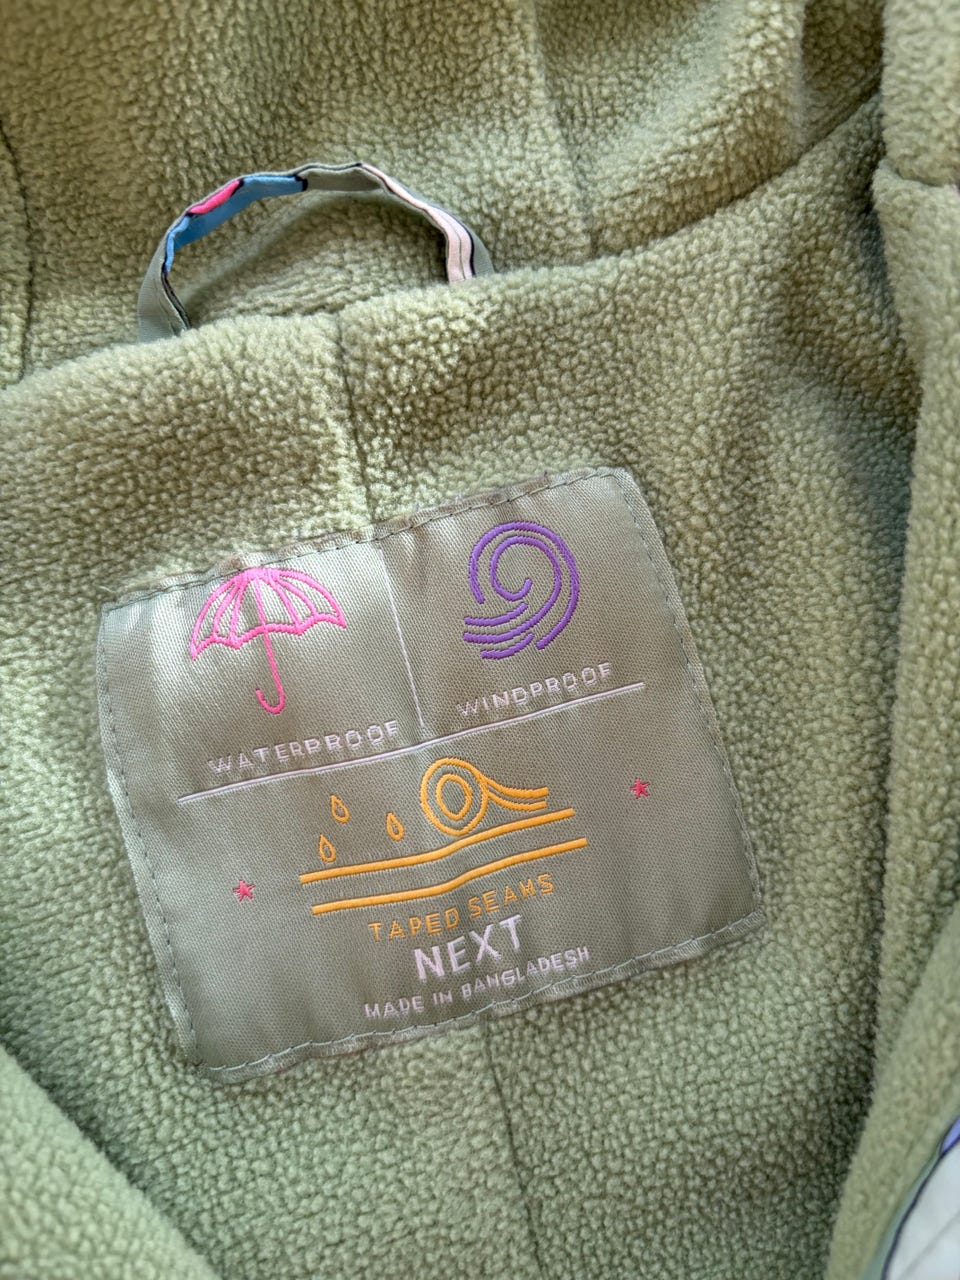 WATERPROOF
WINDPROOF
TAPED SEAMS
NEXT
MADE IN BANGLADESH